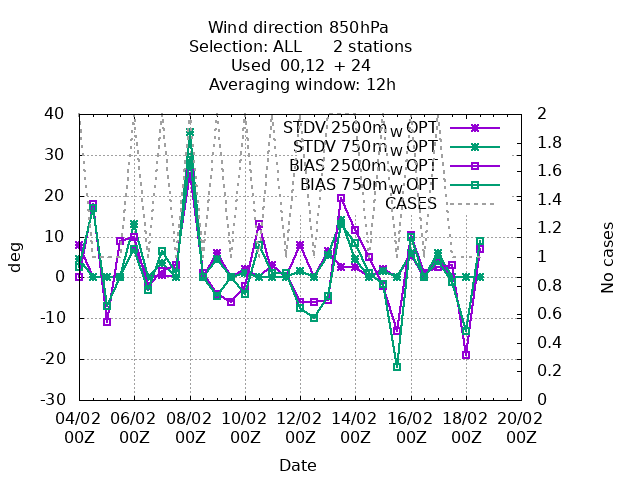 Wind direction 850hPa
Selection: ALL 2 stations
Used 00,12 + 24
Averaging window: 12h
STDV 2500m_w OPT
STDV 750m_w OPT
BIAS 2500m_w OPT
BIAS 750m_w OPT
CASES
deg
40
30
20
10
0
-10
-20
-30
2
1.8
1.6
1.4
1.2
1
0.8
0.6
0.4
0.2
0
No cases
04/02 06/02 08/02 10/02 12/02 14/02 16/02 18/02 20/02
00Z 00Z 00Z 00Z 00Z 00Z 00Z 00Z 00Z
Date